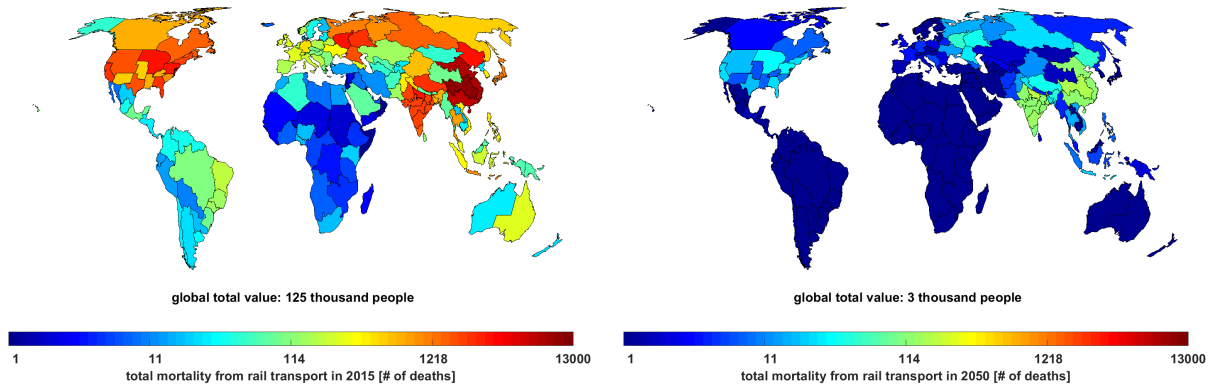 global total value: 125 thousand people
1 11 114 1218 13000
total mortality from rail transport in 2015 [# of deaths]
global total value: 3 thousand people
1 11 114 1218 13000
total mortality from rail transport in 2050 [# of deaths]